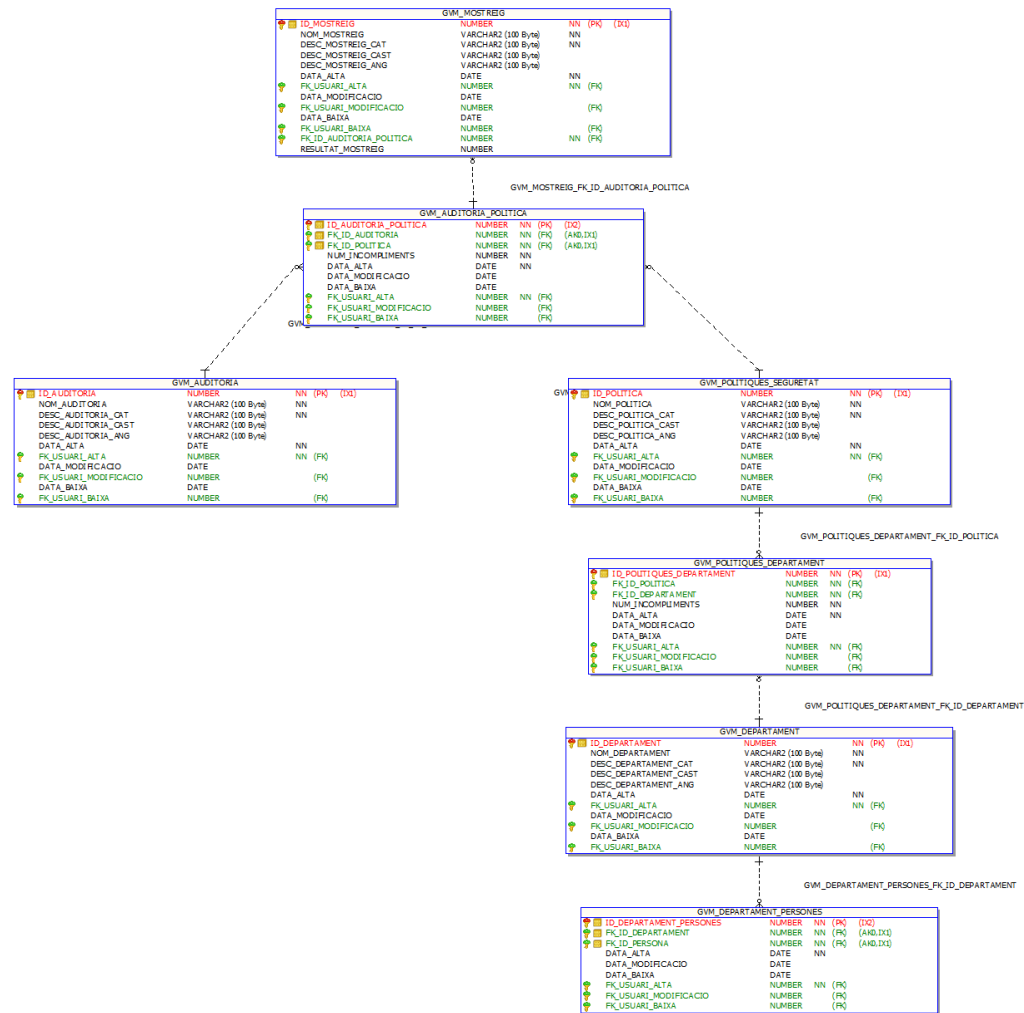 GVM_MOSTREIG
ID_MOSTREIG NUMBER NN (PK) (IX1)
NOM_MOSTREIG VARCHAR2 (100 Byte) NN
DESC_MOSTREIG_CAT VARCHAR2 (100 Byte) NN
DESC_MOSTREIG_CAST VARCHAR2 (100 Byte)
DESC_MOSTREIG_ANG VARCHAR2 (100 Byte)
DATA_ALTA DATE NN
FK_USUARI_ALTA NUMBER NN (FK)
DATA_MODIFICACIO DATE
FK_USUARI_MODIFICACIO NUMBER (FK)
DATA_BAIXA DATE
FK_USUARI_BAIXA NUMBER (FK)
FK_ID_AUDITORIA_POLITICA NUMBER NN (FK)
RESULTAT_MOSTREIG NUMBER
GVM_MOSTREIG_FK_ID_AUDITORIA_POLITICA
GVM_AUDITORIA_POLITICA
ID_AUDITORIA_POLITICA NUMBER NN (PK) (IX2)
FK_ID_AUDITORIA NUMBER NN (FK) (AK0,IX1)
FK_ID_POLITICA NUMBER NN (FK) (AK0,IX1)
NUM_INCOMPLIMENTS NUMBER NN
DATA_ALTA DATE NN
DATA_MODIFICACIO DATE
DATA_BAIXA DATE
FK_USUARI_ALTA NUMBER NN (FK)
FK_USUARI_MODIFICACIO NUMBER (FK)
FK_USUARI_BAIXA NUMBER (FK)
GVM_AUDITORIA
ID_AUDITORIA NUMBER NN (PK) (IX1)
NOM_AUDITORIA VARCHAR2 (100 Byte) NN
DESC_AUDITORIA_CAT VARCHAR2 (100 Byte) NN
DESC_AUDITORIA_CAST VARCHAR2 (100 Byte)
DESC_AUDITORIA_ANG VARCHAR2 (100 Byte)
DATA_ALTA DATE NN
FK_USUARI_ALTA NUMBER NN (FK)
DATA_MODIFICACIO DATE
FK_USUARI_MODIFICACIO NUMBER (FK)
DATA_BAIXA DATE
FK_USUARI_BAIXA NUMBER (FK)
GVM_POLITIQUES_SEGURETAT
ID_POLITICA NUMBER NN (PK) (IX1)
NOM_POLITICA VARCHAR2 (100 Byte) NN
DESC_POLITICA_CAT VARCHAR2 (100 Byte) NN
DESC_POLITICA_CAST VARCHAR2 (100 Byte)
DESC_POLITICA_ANG VARCHAR2 (100 Byte)
DATA_ALTA DATE NN
FK_USUARI_ALTA NUMBER NN (FK)
DATA_MODIFICACIO DATE
FK_USUARI_MODIFICACIO NUMBER (FK)
DATA_BAIXA DATE
FK_USUARI_BAIXA NUMBER (FK)
GVM_POLITIQUES_DEPARTAMENT_FK_ID_POLITICA
GVM_POLITIQUES_DEPARTAMENT
ID_POLITIQUES_DEPARTAMENT NUMBER NN (PK) (IX1)
FK_ID_POLITICA NUMBER NN (FK)
FK_ID_DEPARTAMENT NUMBER NN (FK)
NUM_INCOMPLIMENTS NUMBER NN
DATA_ALTA DATE NN
DATA_MODIFICACIO DATE
DATA_BAIXA DATE
FK_USUARI_ALTA NUMBER NN (FK)
FK_USUARI_MODIFICACIO NUMBER (FK)
FK_USUARI_BAIXA NUMBER (FK)
GVM_POLITIQUES_DEPARTAMENT_FK_ID_DEPARTAMENT
GVM_DEPARTAMENT
ID_DEPARTAMENT NUMBER NN (PK) (IX1)
NOM_DEPARTAMENT VARCHAR2 (100 Byte) NN
DESC_DEPARTAMENT_CAT VARCHAR2 (100 Byte) NN
DESC_DEPARTAMENT_CAST VARCHAR2 (100 Byte)
DESC_DEPARTAMENT_ANG VARCHAR2 (100 Byte)
DATA_ALTA DATE NN
FK_USUARI_ALTA NUMBER NN (FK)
DATA_MODIFICACIO DATE
FK_USUARI_MODIFICACIO NUMBER (FK)
DATA_BAIXA DATE
FK_USUARI_BAIXA NUMBER (FK)
GVM_DEPARTAMENT_PERSONES_FK_ID_DEPARTAMENT
GVM_DEPARTAMENT_PERSONES
ID_DEPARTAMENT_PERSONES NUMBER NN (PK) (IX2)
FK_ID_DEPARTAMENT NUMBER NN (FK) (AK0,IX1)
FK_ID_PERSONA NUMBER NN (FK) (AK0,IX1)
DATA_ALTA DATE NN
DATA_MODIFICACIO DATE
DATA_BAIXA DATE
FK_USUARI_ALTA NUMBER NN (FK)
FK_USUARI_MODIFICACIO NUMBER (FK)
FK_USUARI_BAIXA NUMBER (FK)